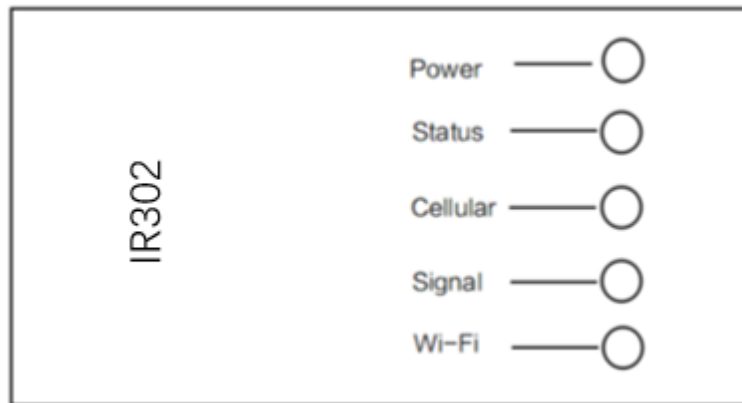 IR302
Power
Status
Cellular
Signal
Wi-Fi